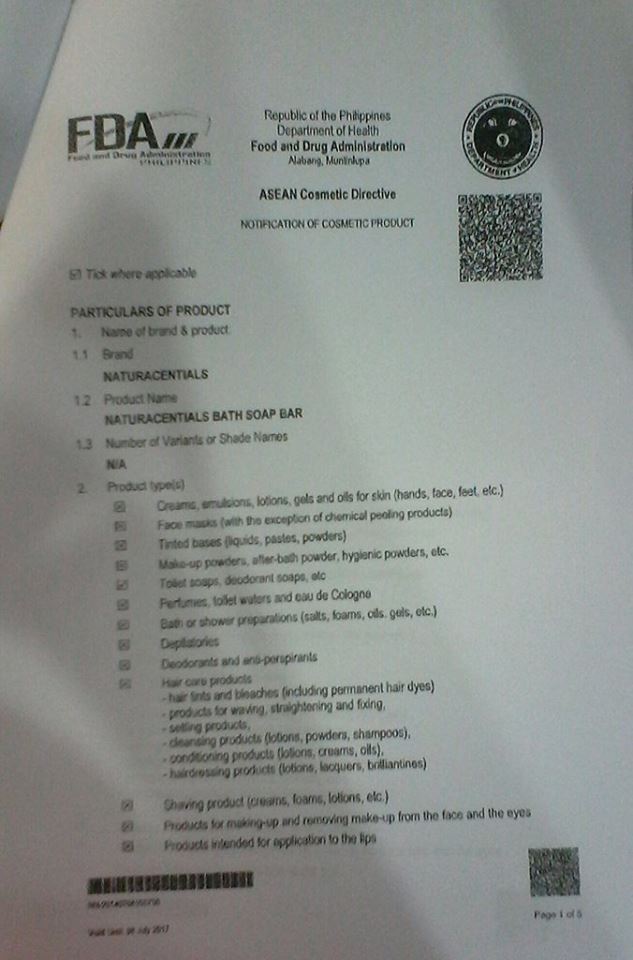 FDA
Food and Drug Administration
PHILIPPINES
Republic of the Philippines
Department of Health
Food and Drug Administration
Alabang, Muntinlupa
REPUBLIC OF THE PHILIPPINES
DEPARTMENT OF HEALTH
ASEAN Cosmetic Directive
NOTIFICATION OF COSMETIC PRODUCT
Tick where applicable
PARTICULARS OF PRODUCT
1. Name of brand & product
1.1 Brand
NATURACENTIALS
1.2 Product Name
NATURACENTIALS BATH SOAP BAR
1.3 Number of Variants or Shade Names
N/A
2. Product type(s)
Creams, emulsions, lotions, gels and oils for skin (hands, face, feet, etc.)
Face masks (with the exception of chemical peeling products)
Tinted bases (liquids, pastes, powders)
Make-up powders, after-bath powder, hygienic powders, etc.
Toilet soaps, deodorant soaps, etc
Perfumes, toilet waters and eau de Cologne
Bath or shower preparations (salts, foams, oils. gels, etc.)
Depilatories
Deodorants and anti-perspirants
Hair care products
- hair tints and bleaches (including permanent hair dyes)
- products for waving, straightening and fixing,
- setting products,
- cleansing products (lotions, powders, shampoos),
- conditioning products (lotions, creams, oils),
- hairdressing products (lotions, lacquers, brilliantines)
Shaving product (creams, foams, lotions, etc.)
Products for making-up and removing make-up from the face and the eyes
Products intended for application to the lips
Page 1 of 5
July 2017